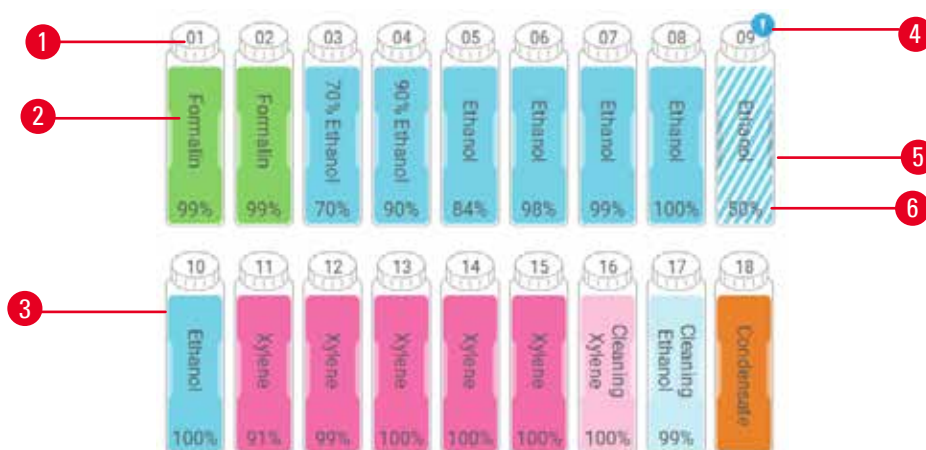 1
01 02 03 04 05 06 07 08 09
4
2
Formalin Formalin 70% Ethanol 90% Ethanol Ethanol Ethanol Ethanol Ethanol Ethanol
5
99% 99% 70% 90% 84% 98% 99% 100% 50%
6
10 11 12 13 14 15 16 17 18
3
Ethanol Xylene Xylene Xylene Xylene Xylene Cleaning Xylene Cleaning Ethanol Condensate
100% 91% 99% 100% 100% 100% 100% 99%